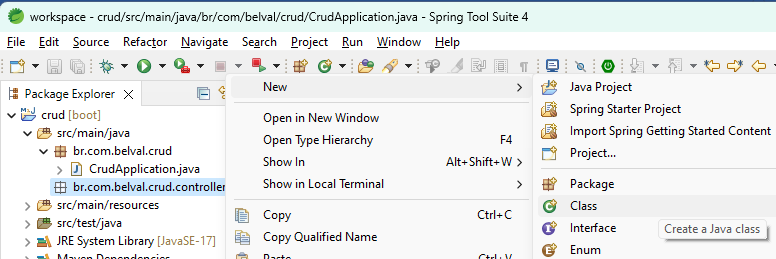 workspace - crud/src/main/java/br/com/belval/crud/CrudApplication.java - Spring Tool Suite 4
File Edit Source Refactor Navigate Search Project Run Window Help
Package Explorer
crud [boot]
src/main/java
br.com.belval.crud
CrudApplication.java
br.com.belval.crud.controller
src/main/resources
src/test/java
JRE System Library [JavaSE-17]
Maven Dependencies
New
Open in New Window
Open Type Hierarchy F4
Show In Alt+Shift+W
Show in Local Terminal
Copy Ctrl+C
Copy Qualified Name
Paste Ctrl+V
Java Project
Spring Starter Project
Import Spring Getting Started Content
Project...
Package
Class
Interface
Enum
Create a Java class